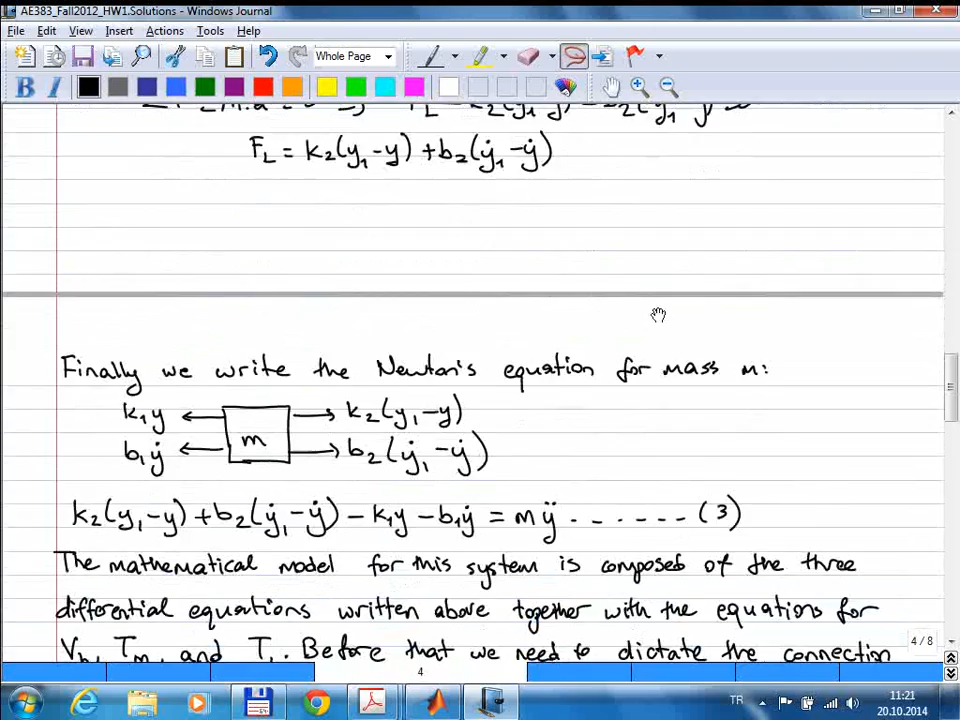 AE383_Fall2012_HW1.Solutions - Windows Journal
File Edit View Insert Actions Tools Help
Whole Page
B I
F_L = k₂(y₁-y) + b₂(ẏ₁-ẏ)
Finally we write the Newton's equation for mass m:
k₁y m k₂(y₁-y)
b₁ẏ b₂(ẏ₁-ẏ)
k₂(y₁-y) + b₂(ẏ₁-ẏ) - k₁y - b₁ẏ = mÿ ....... (3)
The mathematical model for this system is composed of the three
differential equations written above together with the equations for
V_b, T_m, and T_L. Before that we need to dictate the connection
4 / 8
4
TR
11:21
20.10.2014